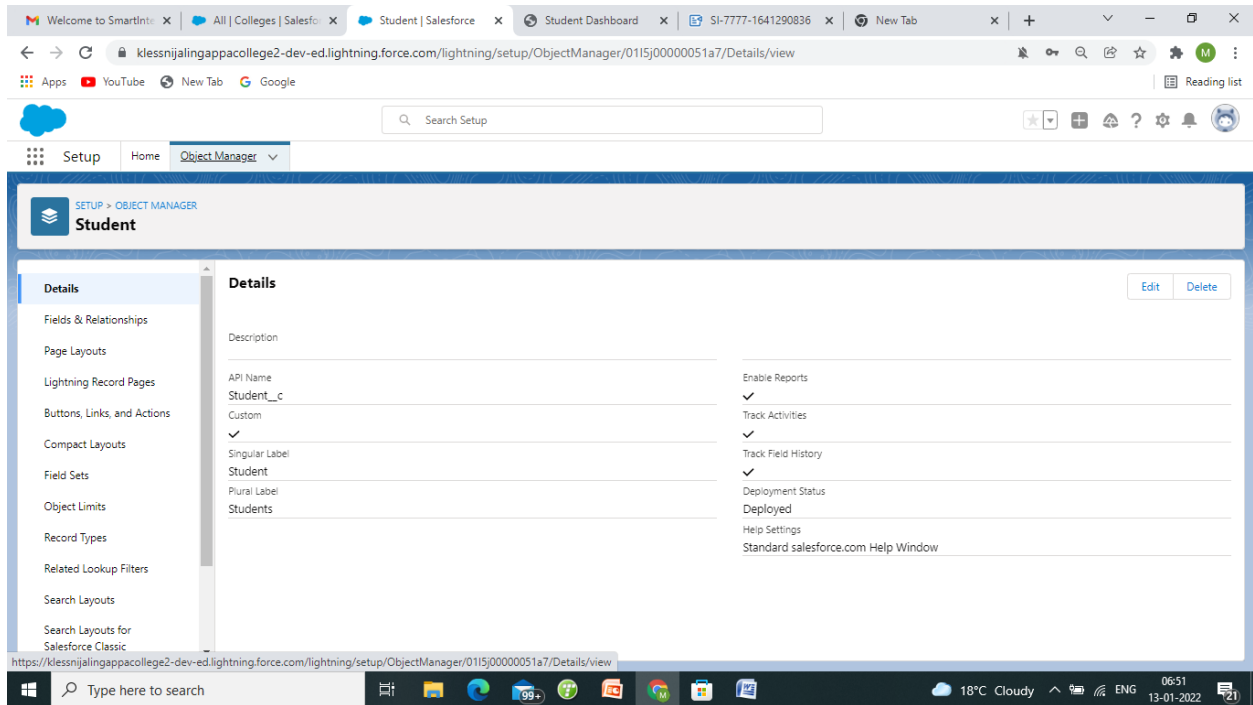 Welcome to SmartInte
All | Colleges | Salesfo
Student | Salesforce
Student Dashboard
SI-7777-1641290836
New Tab
klessnijalingappacollege2-dev-ed.lightning.force.com/lightning/setup/ObjectManager/01I5j00000051a7/Details/view
M
Apps
YouTube
New Tab
Google
Reading list
Search Setup
Setup
Home
Object Manager
SETUP > OBJECT MANAGER
Student
Details
Fields & Relationships
Page Layouts
Lightning Record Pages
Buttons, Links, and Actions
Compact Layouts
Field Sets
Object Limits
Record Types
Related Lookup Filters
Search Layouts
Search Layouts for
Salesforce Classic
Details
Edit
Delete
Description
API Name
Student__c
Custom
Singular Label
Student
Plural Label
Students
Enable Reports
Track Activities
Track Field History
Deployment Status
Deployed
Help Settings
Standard salesforce.com Help Window
https://klessnijalingappacollege2-dev-ed.lightning.force.com/lightning/setup/ObjectManager/01I5j00000051a7/Details/view
Type here to search
99+
18°C Cloudy
ENG
06:51
13-01-2022
21